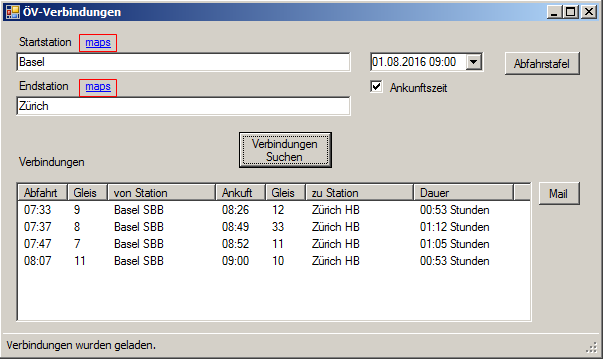 ÖV-Verbindungen
Startstation maps
Basel
01.08.2016 09:00
Abfahrstafel
Endstation maps
Ankunftszeit
Zürich
Verbindungen
Suchen
Verbindungen
Abfahrt Gleis von Station Ankuft Gleis zu Station Dauer
Mail
07:33 9 Basel SBB 08:26 12 Zürich HB 00:53 Stunden
07:37 8 Basel SBB 08:49 33 Zürich HB 01:12 Stunden
07:47 7 Basel SBB 08:52 11 Zürich HB 01:05 Stunden
08:07 11 Basel SBB 09:00 10 Zürich HB 00:53 Stunden
Verbindungen wurden geladen.